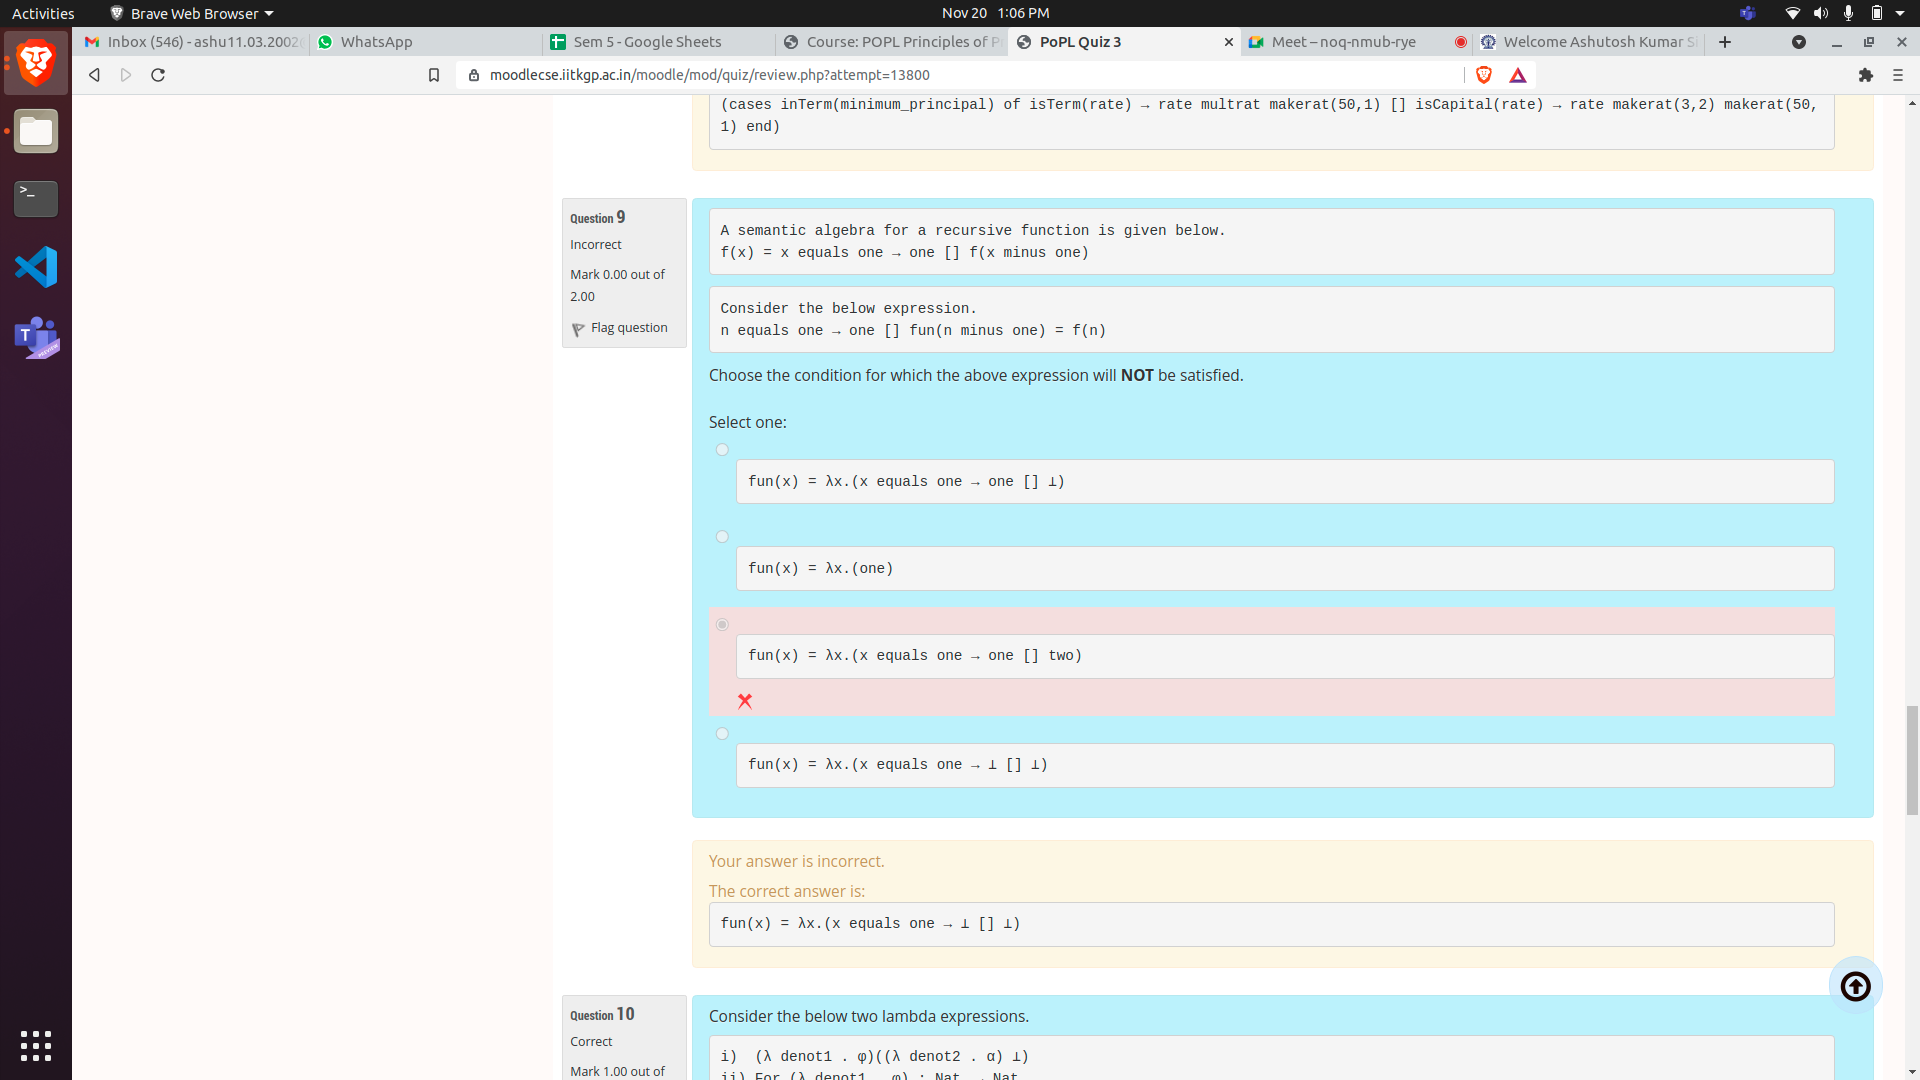 Activities
Brave Web Browser
Nov 20 1:06 PM
Inbox (546) - ashu11.03.2002
WhatsApp
Sem 5 - Google Sheets
Course: POPL Principles of P
PoPL Quiz 3
Meet – noq-nmub-rye
Welcome Ashutosh Kumar S
moodlecse.iitkgp.ac.in/moodle/mod/quiz/review.php?attempt=13800
(cases inTerm(minimum_principal) of isTerm(rate) → rate multrat makerat(50,1) [] isCapital(rate) → rate makerat(3,2) makerat(50,
1) end)
Question 9
Incorrect
Mark 0.00 out of
2.00
Flag question
A semantic algebra for a recursive function is given below.
f(x) = x equals one → one [] f(x minus one)
Consider the below expression.
n equals one → one [] fun(n minus one) = f(n)
Choose the condition for which the above expression will NOT be satisfied.
Select one:
fun(x) = λx.(x equals one → one [] ⊥)
fun(x) = λx.(one)
fun(x) = λx.(x equals one → one [] two)
fun(x) = λx.(x equals one → ⊥ [] ⊥)
Your answer is incorrect.
The correct answer is:
fun(x) = λx.(x equals one → ⊥ [] ⊥)
Question 10
Correct
Mark 1.00 out of
Consider the below two lambda expressions.
i) (λ denot1 . φ)((λ denot2 . α) ⊥)
ii) For (λ denot1 . φ) : Nat → Nat